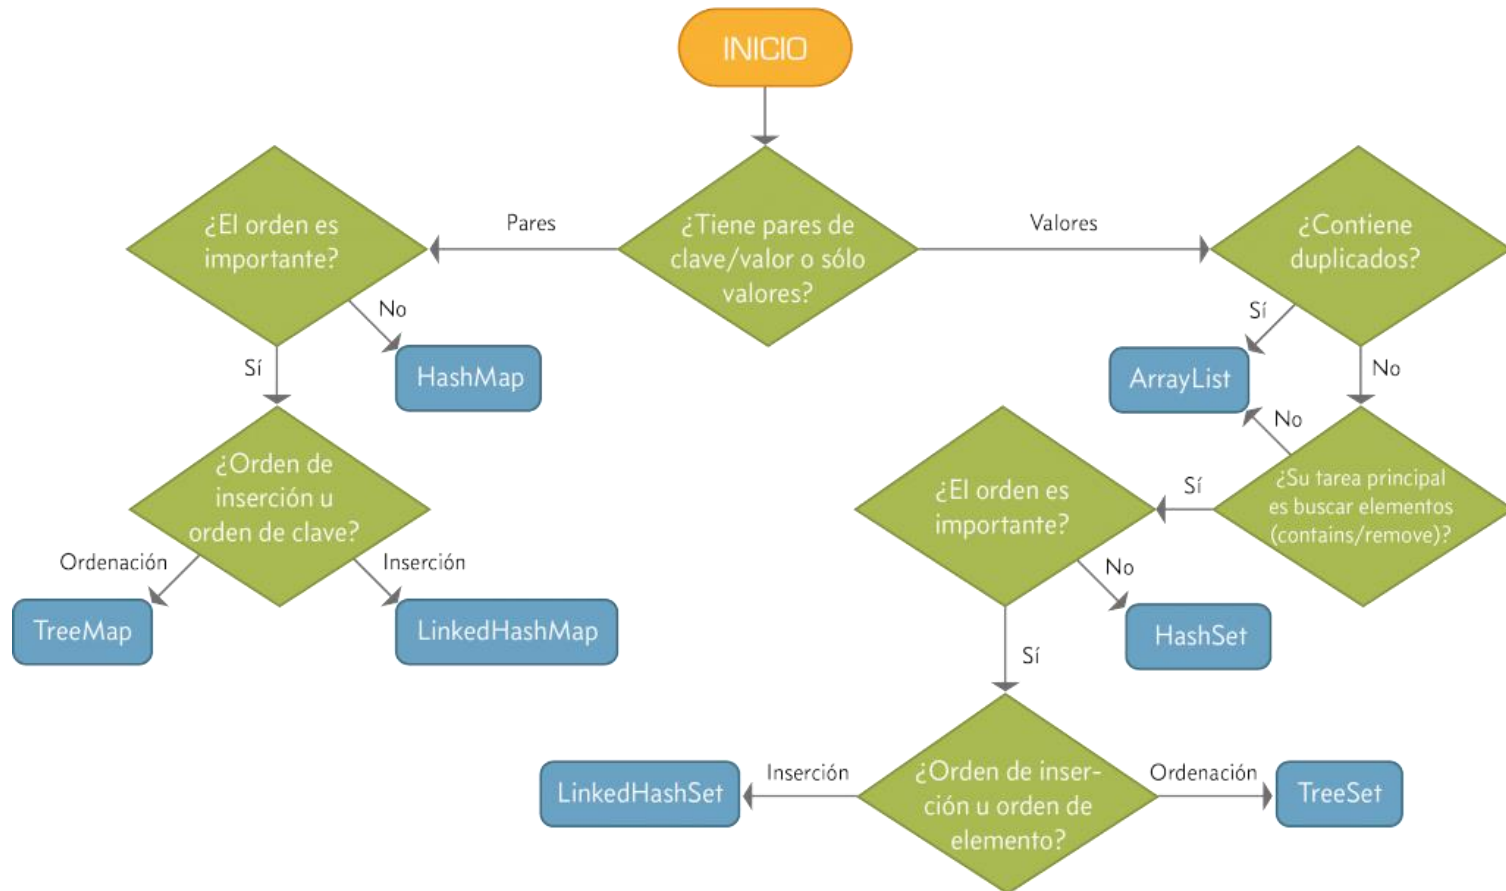 INICIO
¿El orden es
importante?
Pares
¿Tiene pares de
clave/valor o sólo
valores?
Valores
¿Contiene
duplicados?
No
Sí
HashMap
Sí
ArrayList
No
No
¿Orden de
inserción u
orden de clave?
¿El orden es
importante?
Sí
¿Su tarea principal
es buscar elementos
(contains/remove)?
Ordenación
Inserción
No
TreeMap
LinkedHashMap
HashSet
Sí
LinkedHashSet
Inserción
¿Orden de inser-
ción u orden de
elemento?
Ordenación
TreeSet